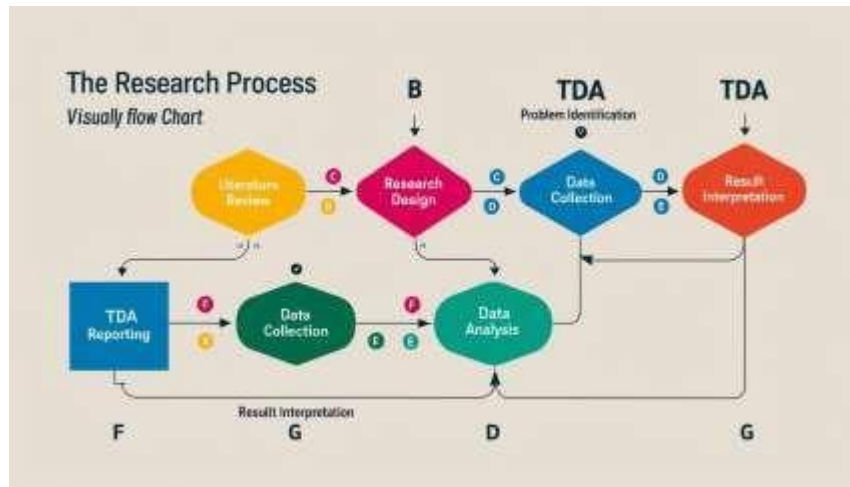 The Research Process
Visually flow Chart
B
TDA
TDA
Problem Identification
Literature
Review
C
Research
Design
C
D
Data
Collection
D
E
Result
Interpretation
TDA
Reporting
F
Data
Collection
F
E
E
Data
Analysis
Resullt Interpretation
F
G
D
G